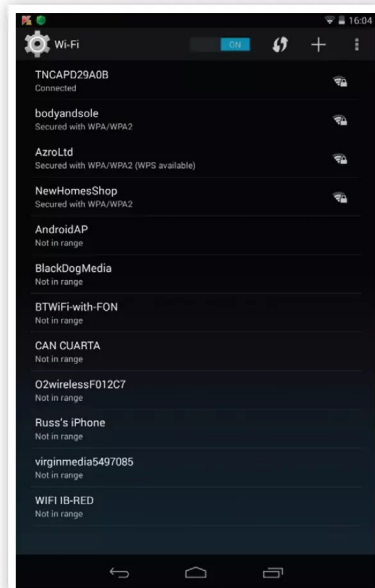 16:04
Wi-Fi
ON
TNCAPD29A0B
Connected
bodyandsole
Secured with WPA/WPA2
AzroLtd
Secured with WPA/WPA2 (WPS available)
NewHomesShop
Secured with WPA/WPA2
AndroidAP
Not in range
BlackDogMedia
Not in range
BTWiFi-with-FON
Not in range
CAN CUARTA
Not in range
O2wirelessF012C7
Not in range
Russ's iPhone
Not in range
virginmedia5497085
Not in range
WIFI IB-RED
Not in range